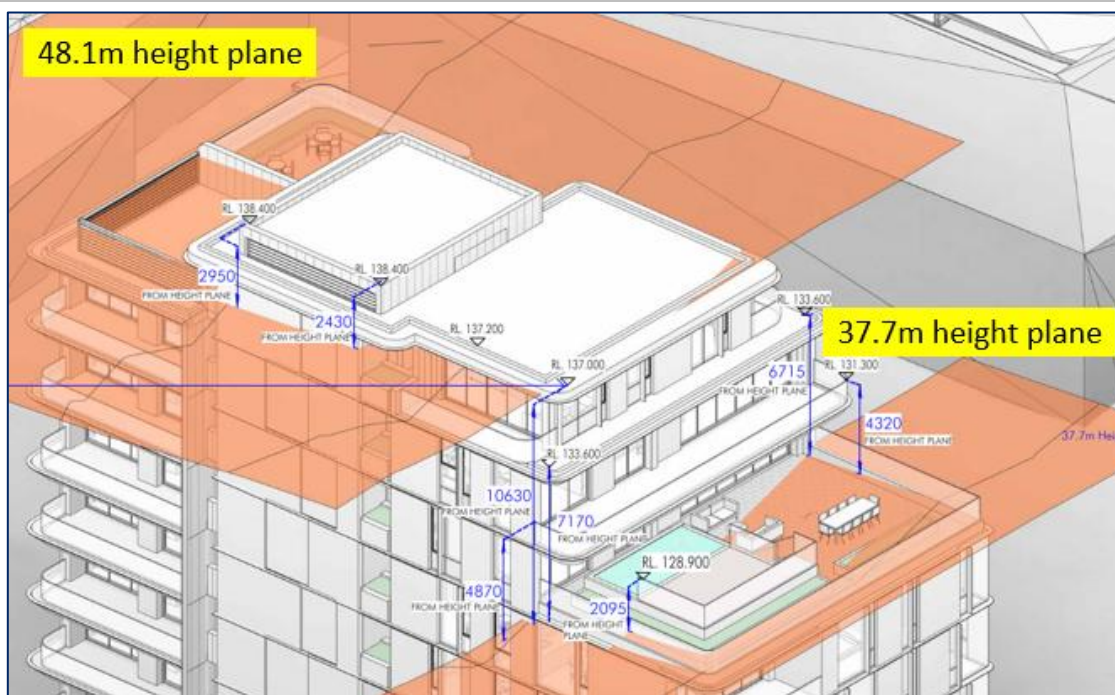 48.1m height plane
RL. 138.400
2950
FROM HEIGHT PLANE
RL. 138.400
2430
FROM HEIGHT PLANE
RL. 137.200
RL. 133.600
37.7m height plane
RL. 137.000
6715
FROM HEIGHT PLANE
RL. 131.300
4320
FROM HEIGHT PLANE
37.7m Hei
RL. 133.600
10630
FROM HEIGHT PLANE
7170
FROM HEIGHT PLANE
RL. 128.900
4870
FROM HEIGHT PLANE
2095
FROM HEIGHT
PLANE